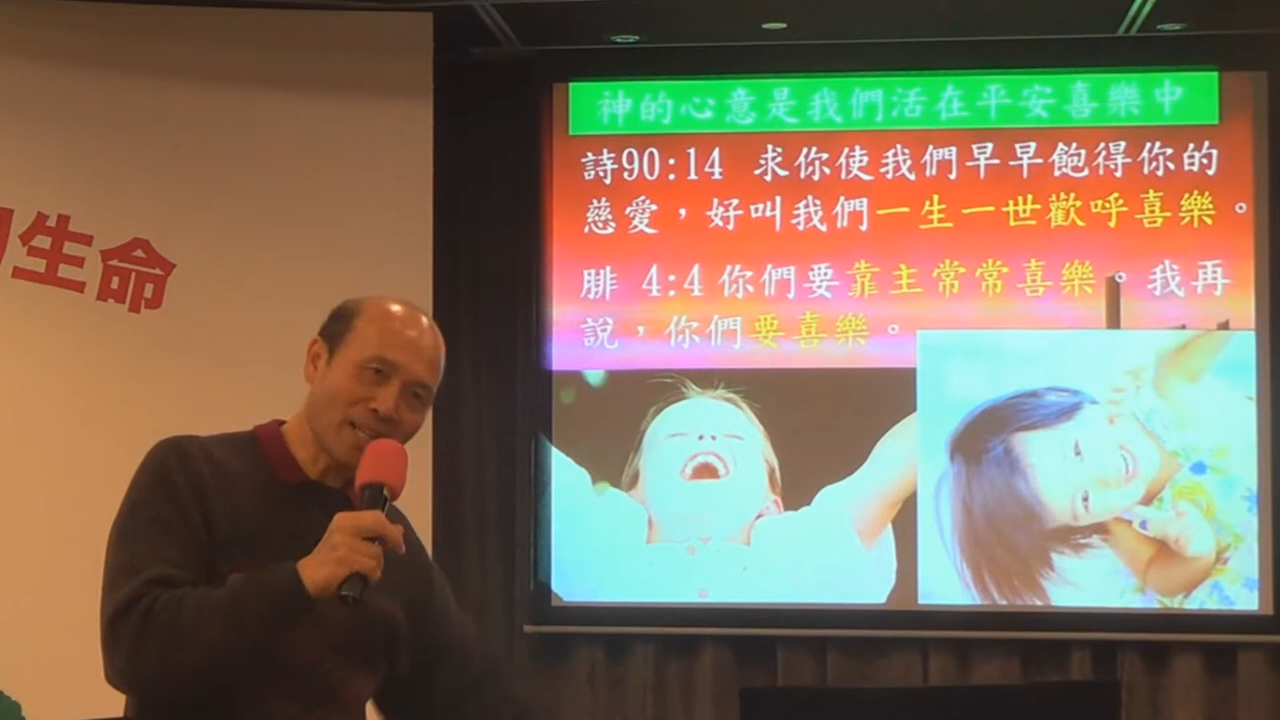 生命
神的心意是我們活在平安喜樂中
詩90:14 求你使我們早早飽得你的
慈愛，好叫我們一生一世歡呼喜樂。
腓 4:4 你們要靠主常常喜樂。我再
說，你們要喜樂。